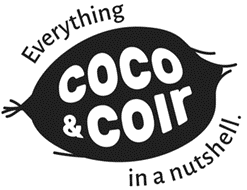 Everything
coco
& coir
in a nutshell.